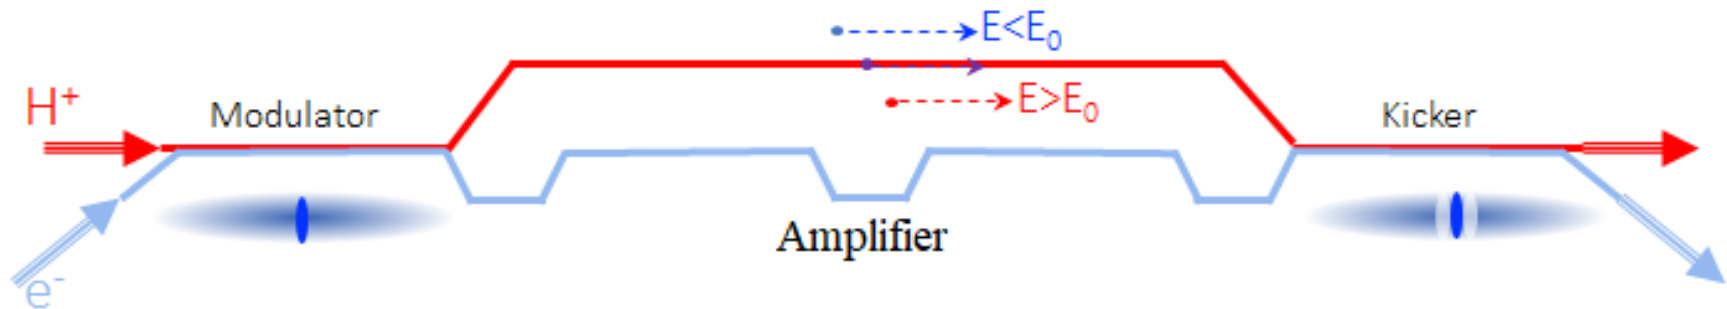 E<E₀
H⁺
Modulator
E>E₀
Kicker
Amplifier
e⁻